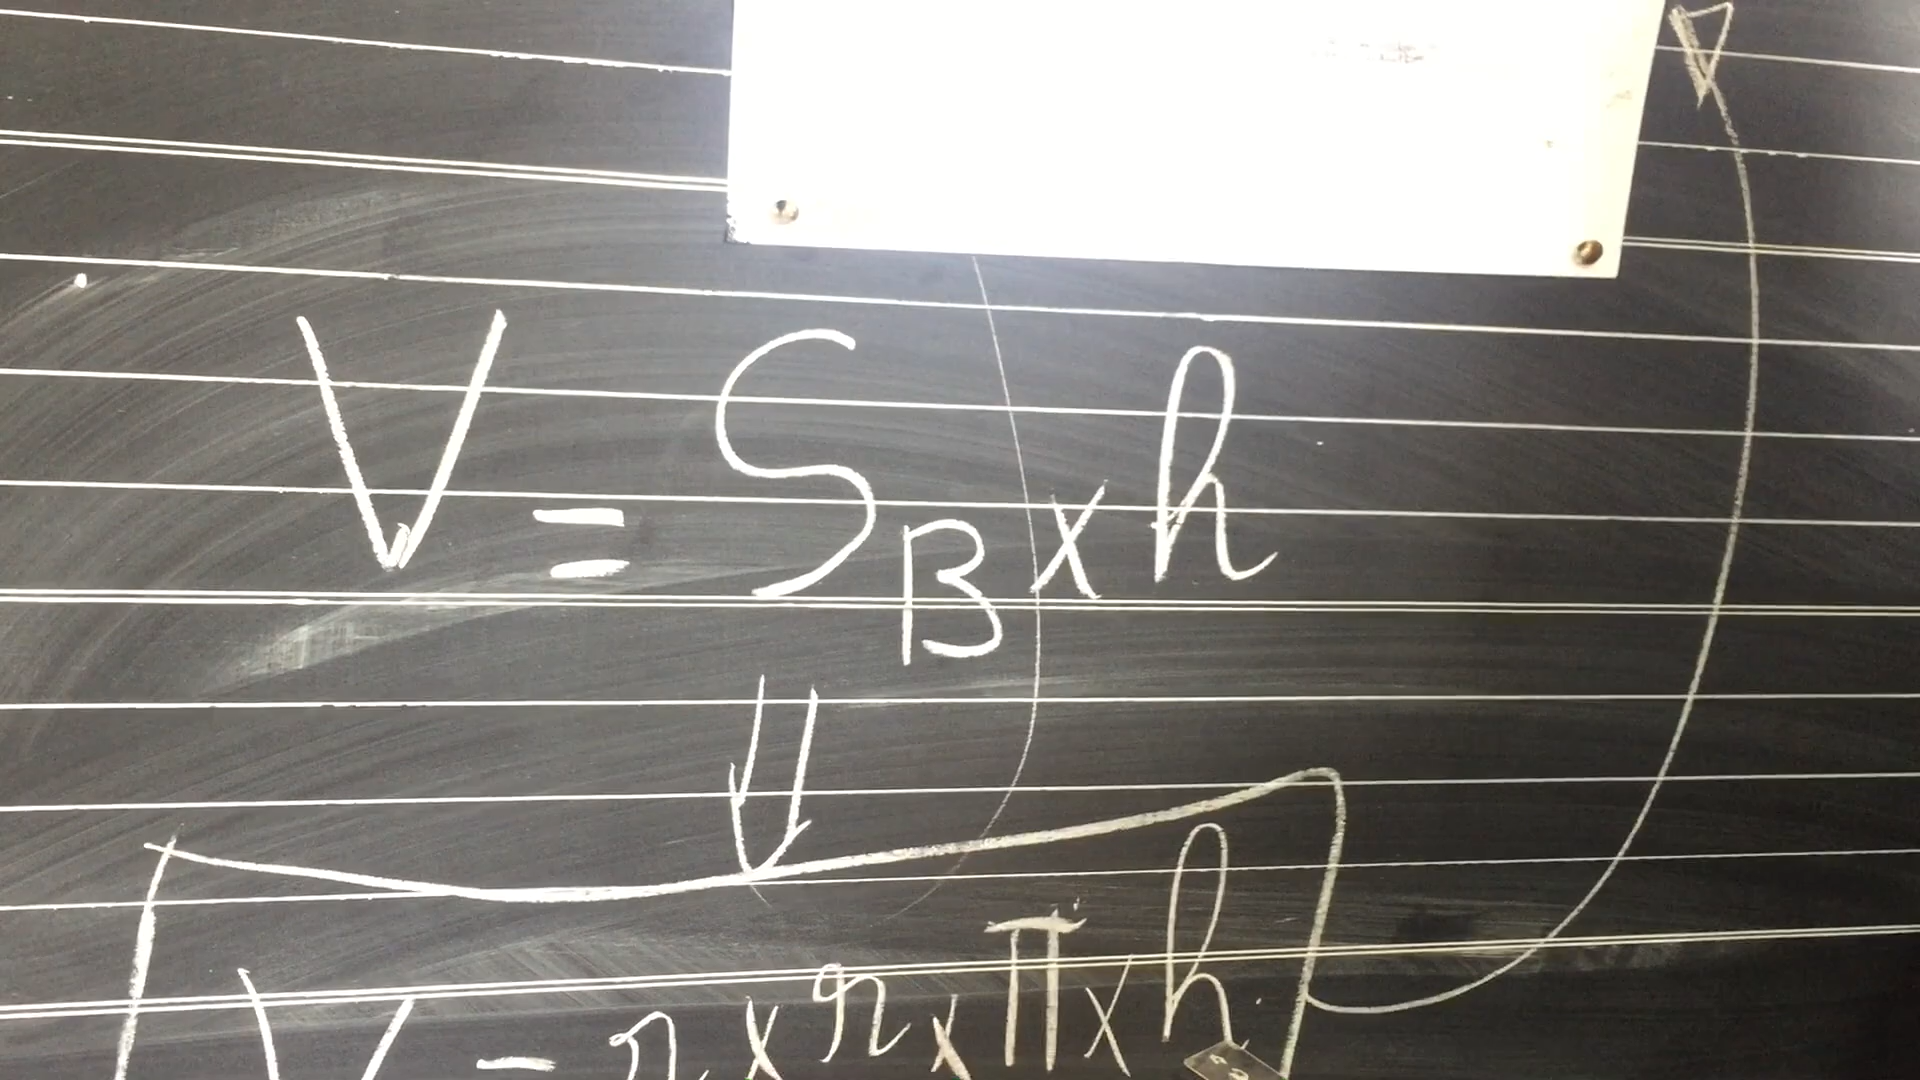 V = S_B x h
V = r x r x π x h